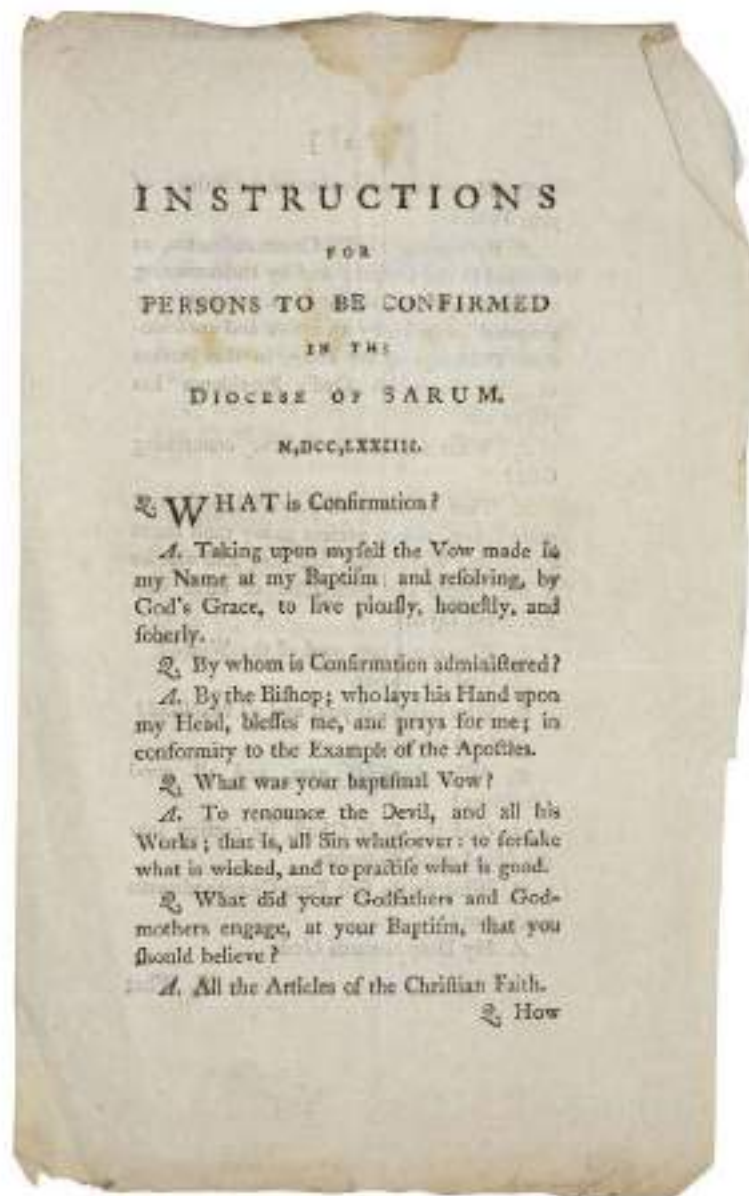 INSTRUCTIONS
FOR
PERSONS TO BE CONFIRMED
IN THE
DIOCESE OF SARUM.
M,DCC,LXXIIII.
Q. WHAT is Confirmation?
A. Taking upon myſelf the Vow made in
my Name at my Baptiſm: and reſolving, by
God's Grace, to live piouſly, honeſtly, and
ſoberly.
Q. By whom is Confirmation adminiſtered?
A. By the Biſhop; who lays his Hand upon
my Head, bleſſes me, and prays for me; in
conformity to the Example of the Apoſtles.
Q. What was your baptiſmal Vow?
A. To renounce the Devil, and all his
Works; that is, all Sin whatſoever: to forſake
what is wicked, and to practiſe what is good.
Q. What did your Godfathers and God-
mothers engage, at your Baptiſm, that you
ſhould believe?
A. All the Articles of the Chriſtian Faith.
Q. How